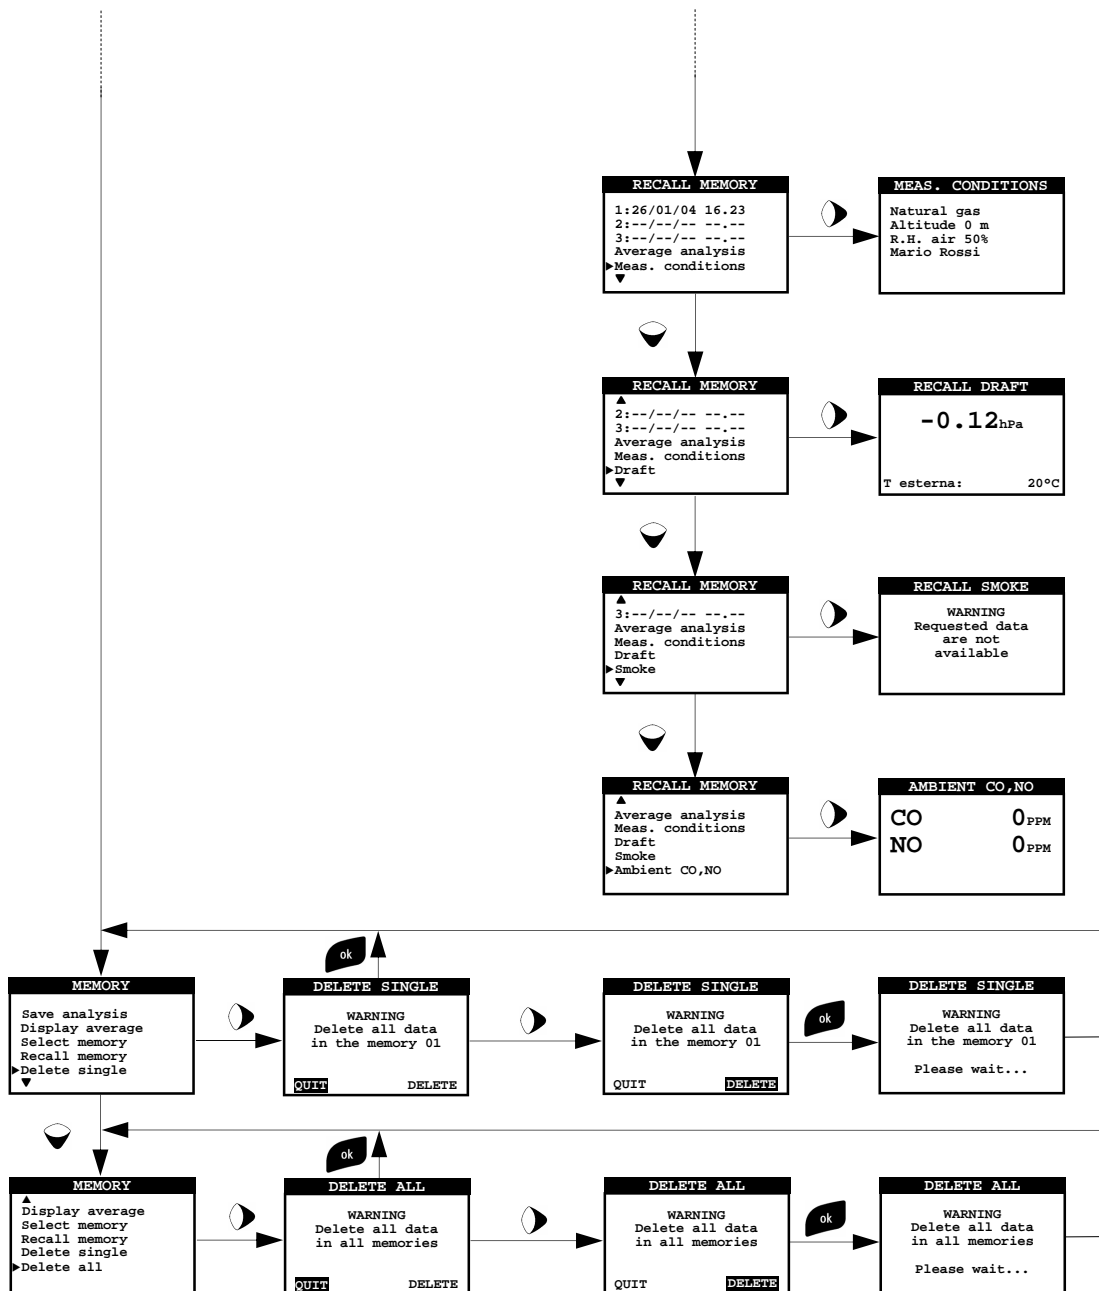 RECALL MEMORY
1:26/01/04 16.23
2:--/--/-- --.--
3:--/--/-- --.--
Average analysis
Meas. conditions
MEAS. CONDITIONS
Natural gas
Altitude 0 m
R.H. air 50%
Mario Rossi
RECALL MEMORY
2:--/--/-- --.--
3:--/--/-- --.--
Average analysis
Meas. conditions
Draft
RECALL DRAFT
-0.12hPa
T esterna: 20°C
RECALL MEMORY
3:--/--/-- --.--
Average analysis
Meas. conditions
Draft
Smoke
RECALL SMOKE
WARNING
Requested data
are not
available
RECALL MEMORY
Average analysis
Meas. conditions
Draft
Smoke
Ambient CO,NO
AMBIENT CO,NO
CO 0PPM
NO 0PPM
MEMORY
Save analysis
Display average
Select memory
Recall memory
Delete single
ok
DELETE SINGLE
WARNING
Delete all data
in the memory 01
QUIT DELETE
DELETE SINGLE
WARNING
Delete all data
in the memory 01
QUIT DELETE
ok
DELETE SINGLE
WARNING
Delete all data
in the memory 01
Please wait...
MEMORY
Display average
Select memory
Recall memory
Delete single
Delete all
ok
DELETE ALL
WARNING
Delete all data
in all memories
QUIT DELETE
DELETE ALL
WARNING
Delete all data
in all memories
QUIT DELETE
ok
DELETE ALL
WARNING
Delete all data
in all memories
Please wait...